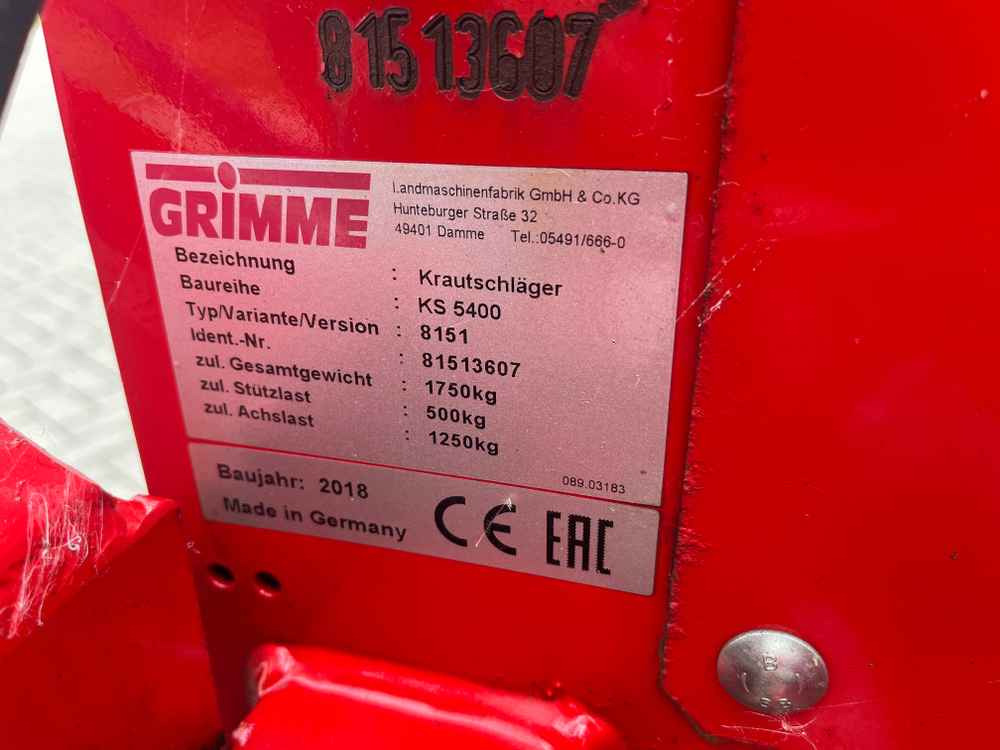 81513607
GRIMME
Landmaschinenfabrik GmbH & Co.KG
Hunteburger Straße 32
49401 Damme Tel.:05491/666-0
Bezeichnung : Krautschläger
Baureihe : KS 5400
Typ/Variante/Version : 8151
Ident.-Nr. : 81513607
zul. Gesamtgewicht : 1750kg
zul. Stützlast : 500kg
zul. Achslast : 1250kg
089.03183
Baujahr: 2018
Made in Germany CE EAC